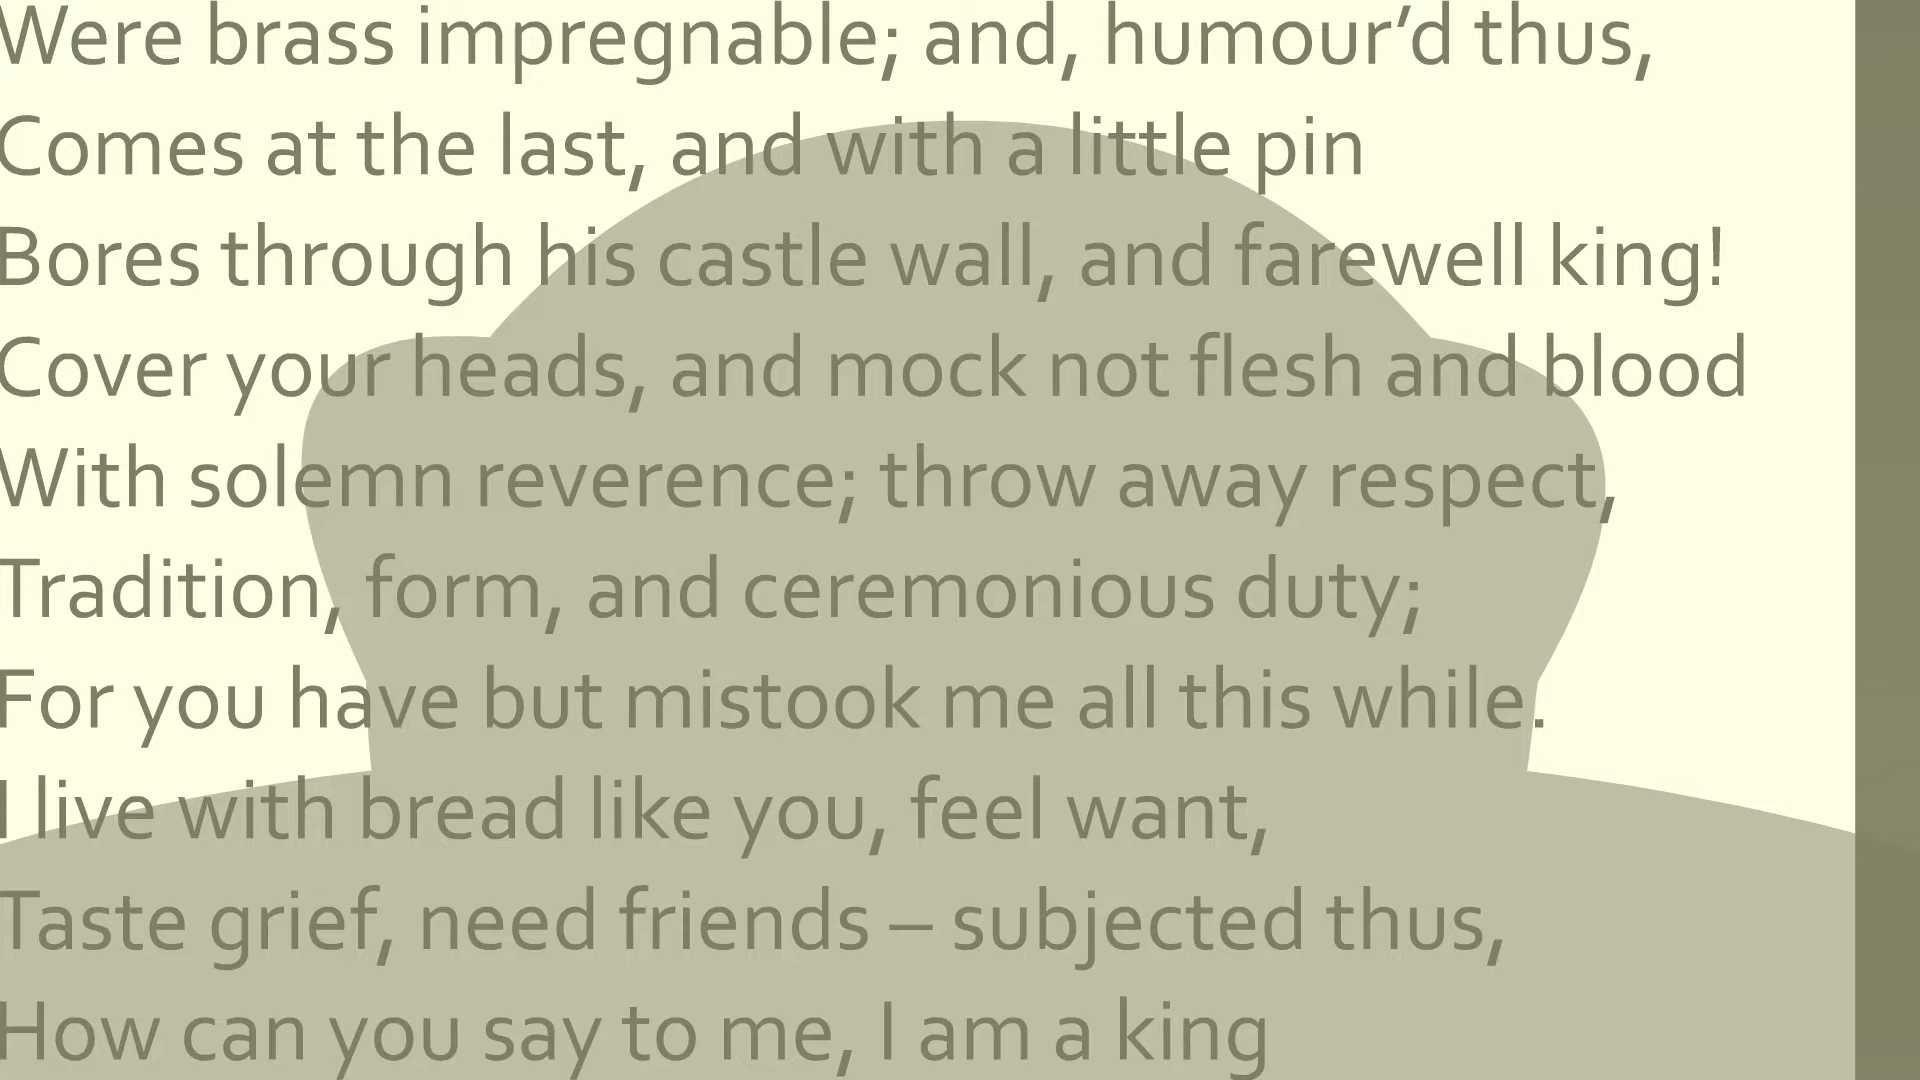 Were brass impregnable; and, humour’d thus,
Comes at the last, and with a little pin
Bores through his castle wall, and farewell king!
Cover your heads, and mock not flesh and blood
With solemn reverence; throw away respect,
Tradition, form, and ceremonious duty;
For you have but mistook me all this while.
I live with bread like you, feel want,
Taste grief, need friends – subjected thus,
How can you say to me, I am a king